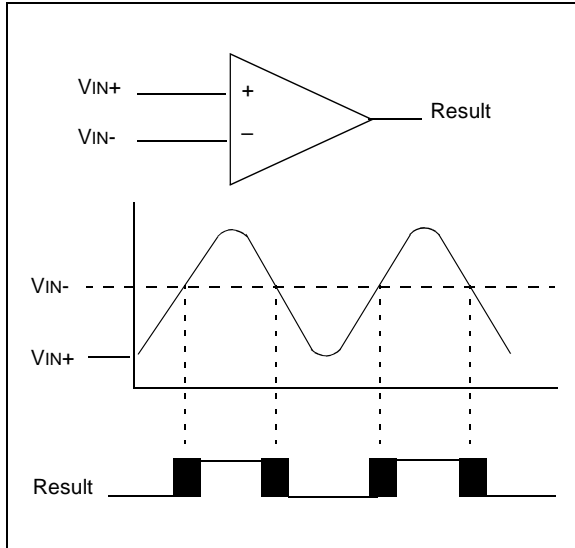 VIN+
+
Result
VIN-
–
VIN-
VIN+
Result